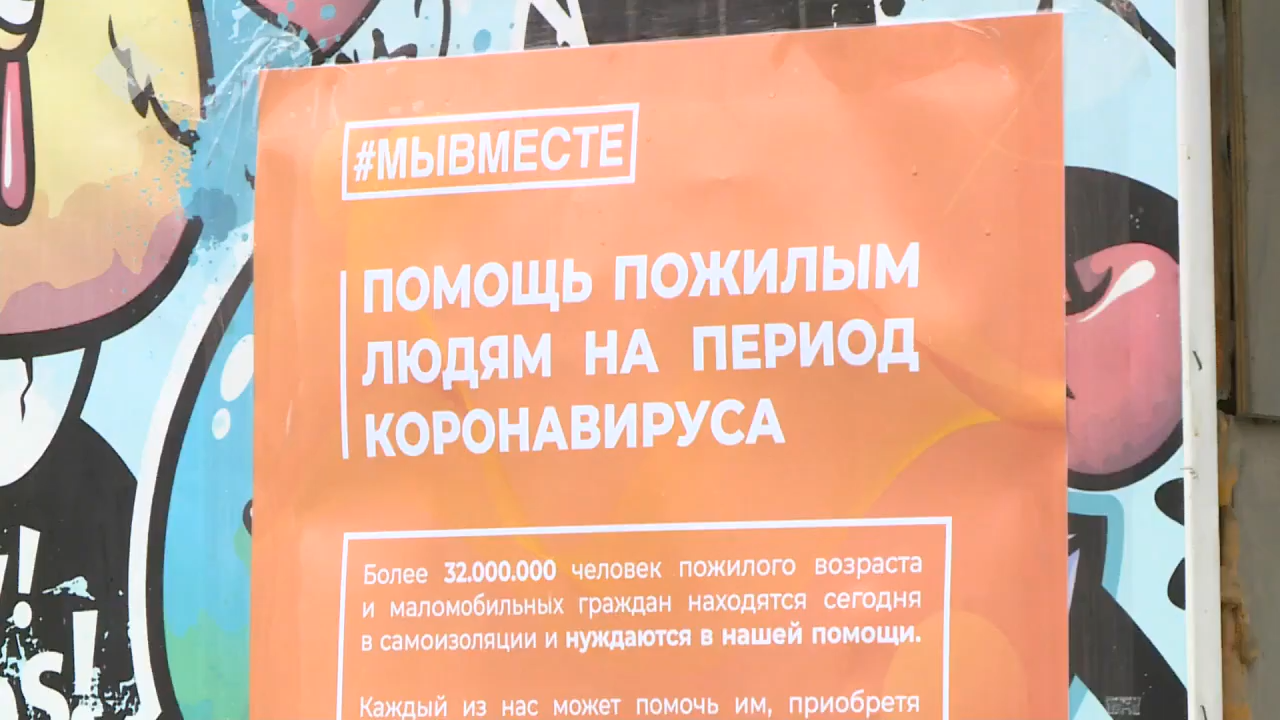 #МЫВМЕСТЕ
ПОМОЩЬ ПОЖИЛЫМ
ЛЮДЯМ НА ПЕРИОД
КОРОНАВИРУСА
Более 32.000.000 человек пожилого возраста
и маломобильных граждан находятся сегодня
в самоизоляции и нуждаются в нашей помощи.
Каждый из нас может помочь им, приобретя